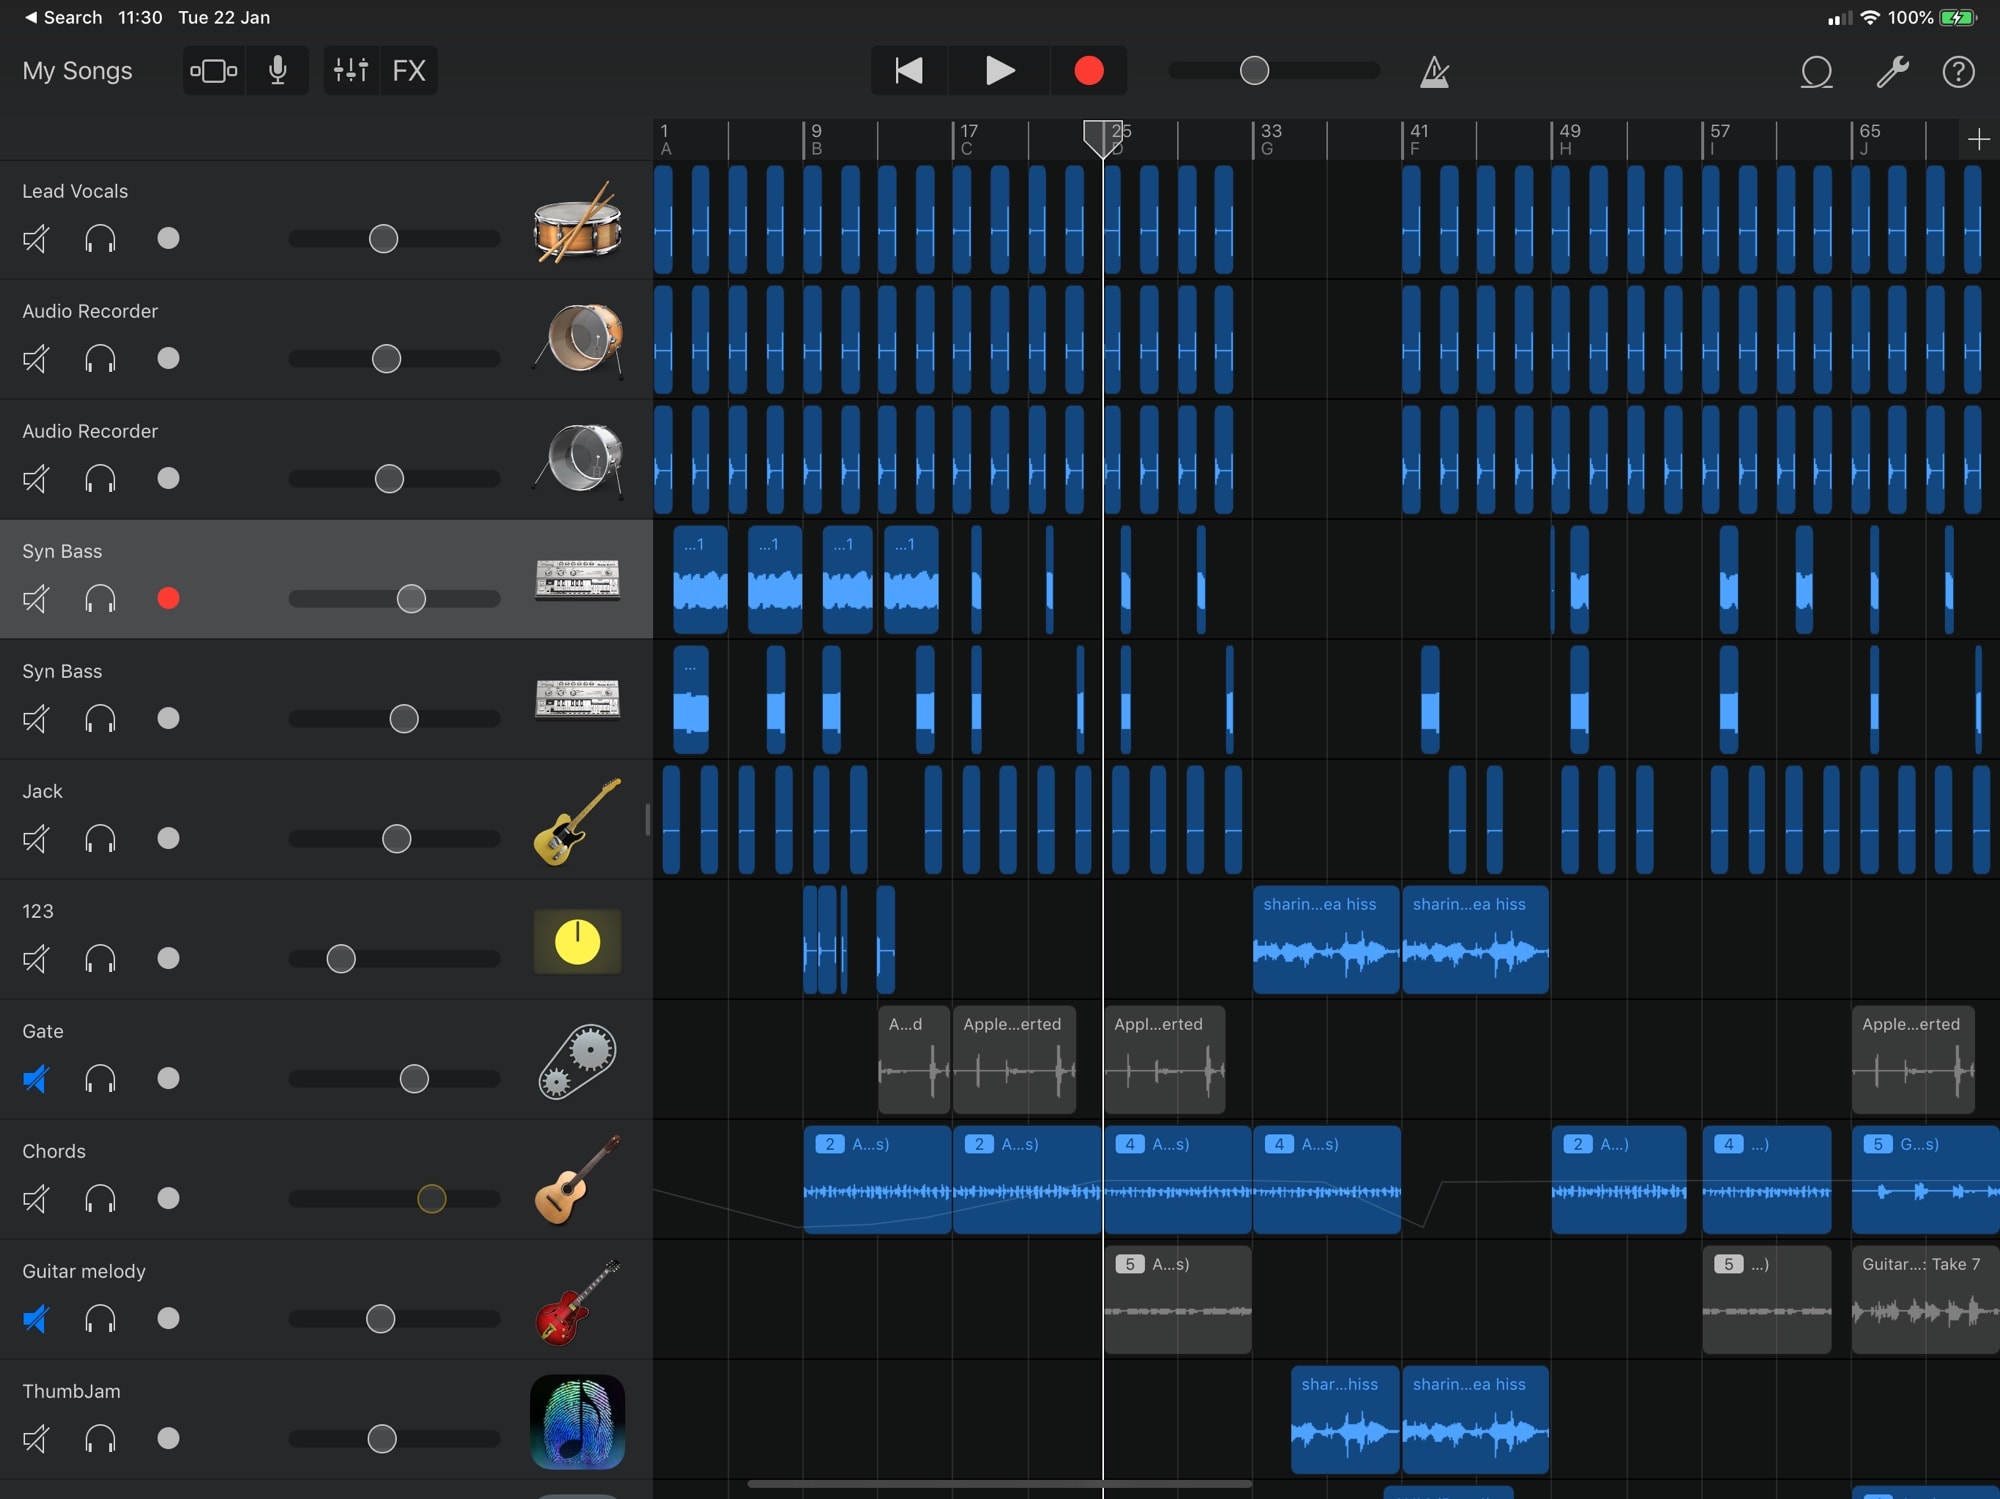 ◀ Search 11:30 Tue 22 Jan 100%
My Songs FX
1 9 17 25 33 41 49 57 65
A B C D G F H I J
Lead Vocals
Audio Recorder
Audio Recorder
Syn Bass
...1 ...1 ...1 ...1
Syn Bass
...
Jack
123
sharin...ea hiss sharin...ea hiss
Gate
A...d Apple...erted Appl...erted Apple...erted
Chords
2 A...s) 2 A...s) 4 A...s) 4 A...s) 2 A...) 4 ...) 5 G...s)
Guitar melody
5 A...s) 5 ...) Guitar...: Take 7
ThumbJam
shar...hiss sharin...ea hiss